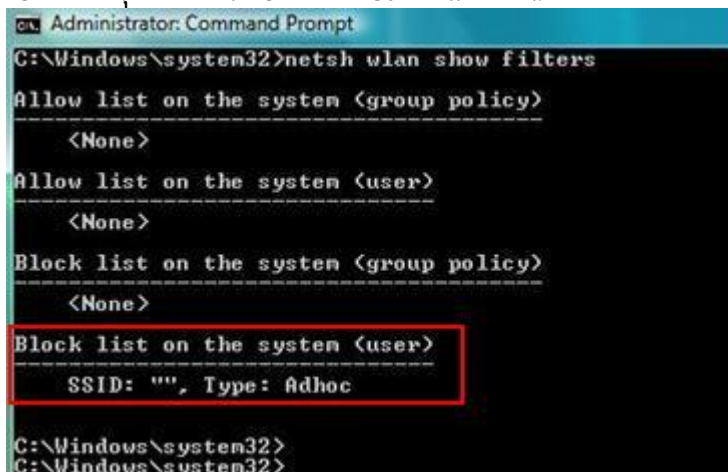 Administrator: Command Prompt
C:\Windows\system32>netsh wlan show filters
Allow list on the system (group policy)
---------------------------------------
<None>
Allow list on the system (user)
-------------------------------
<None>
Block list on the system (group policy)
---------------------------------------
<None>
Block list on the system (user)
-------------------------------
SSID: "", Type: Adhoc
C:\Windows\system32>
C:\Windows\system32>